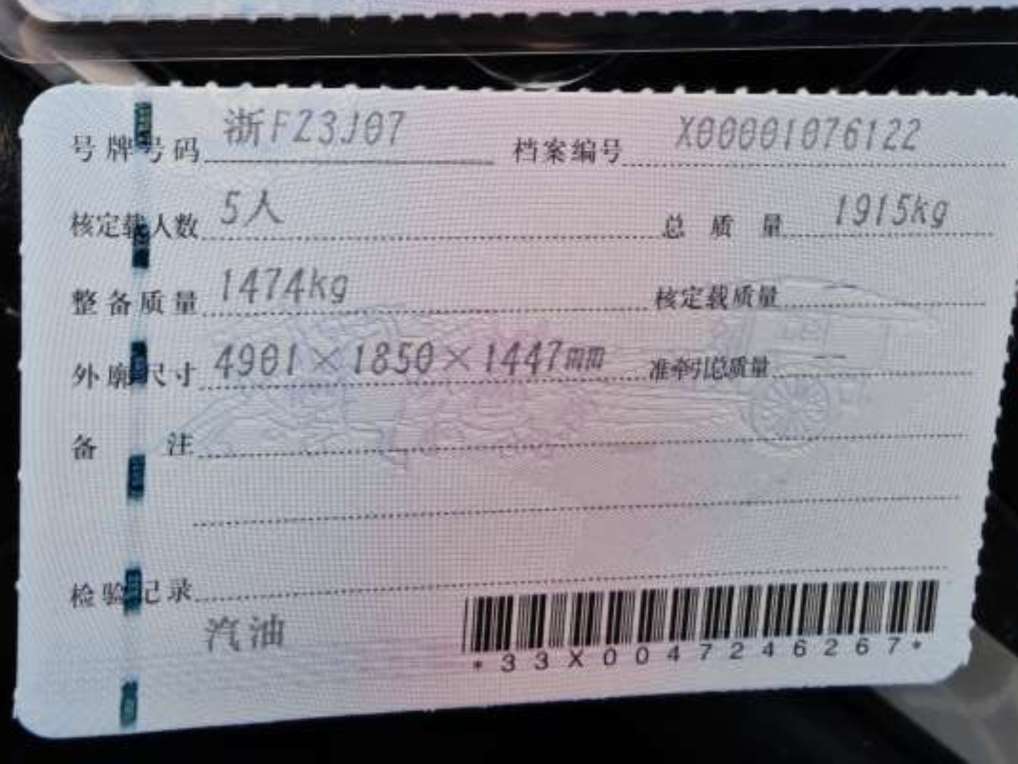 号牌号码 浙FZ3J07 档案编号 X00001076122
核定载人数 5人 总质量 1915kg
整备质量 1474kg 核定载质量 --
外廓尺寸 4901×1850×1447mm 准牵引总质量 --
备注
检验记录
汽油
*33X0047246267*